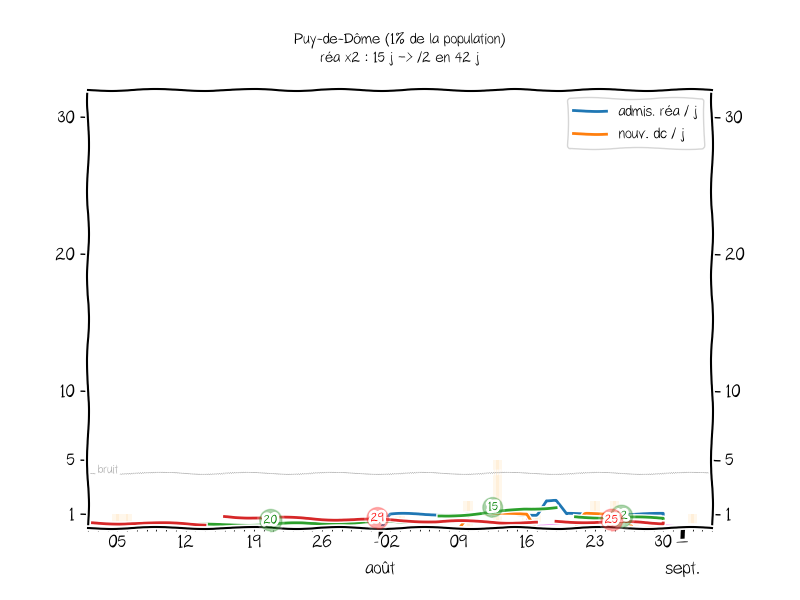 Puy-de-Dôme (1% de la population)
réa x2 : 15 j -> /2 en 42 j
admis. réa / j
nouv. dc / j
30
30
20
20
10
10
5
5
bruit
1
1
20
29
15
25
2
05 12 19 26 02 09 16 23 30
août
sept.